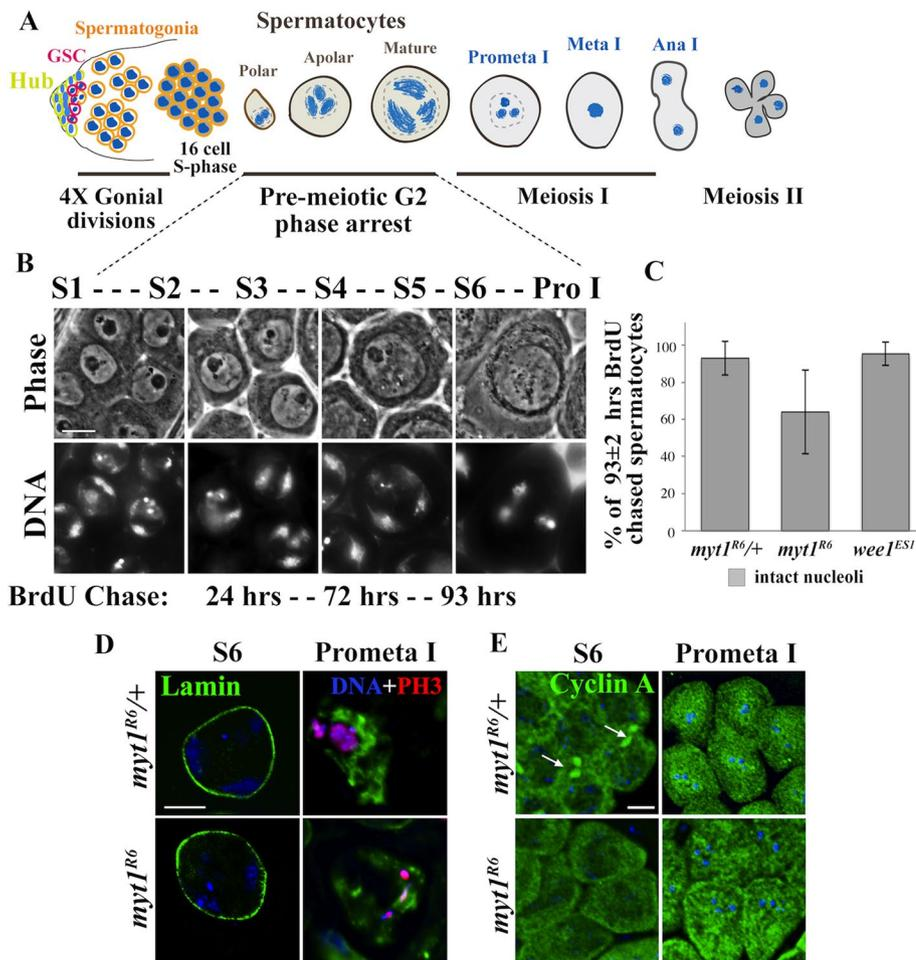 A
Spermatocytes
Spermatogonia
GSC
Hub
Polar
Apolar
Mature
Prometa I
Meta I
Ana I
16 cell
S-phase
4X Gonial
divisions
Pre-meiotic G2
phase arrest
Meiosis I
Meiosis II
B
S1 - - - S2 - - S3 - - S4 - - S5 - S6 - - Pro I
Phase
DNA
BrdU Chase: 24 hrs - - 72 hrs - - 93 hrs
C
% of 93±2 hrs BrdU
chased spermatocytes
100
80
60
40
20
0
myt1R6/+ myt1R6 wee1ES1
intact nucleoli
D
S6 Prometa I
myt1R6/+
Lamin
DNA+PH3
myt1R6
E
S6 Prometa I
myt1R6/+
Cyclin A
myt1R6